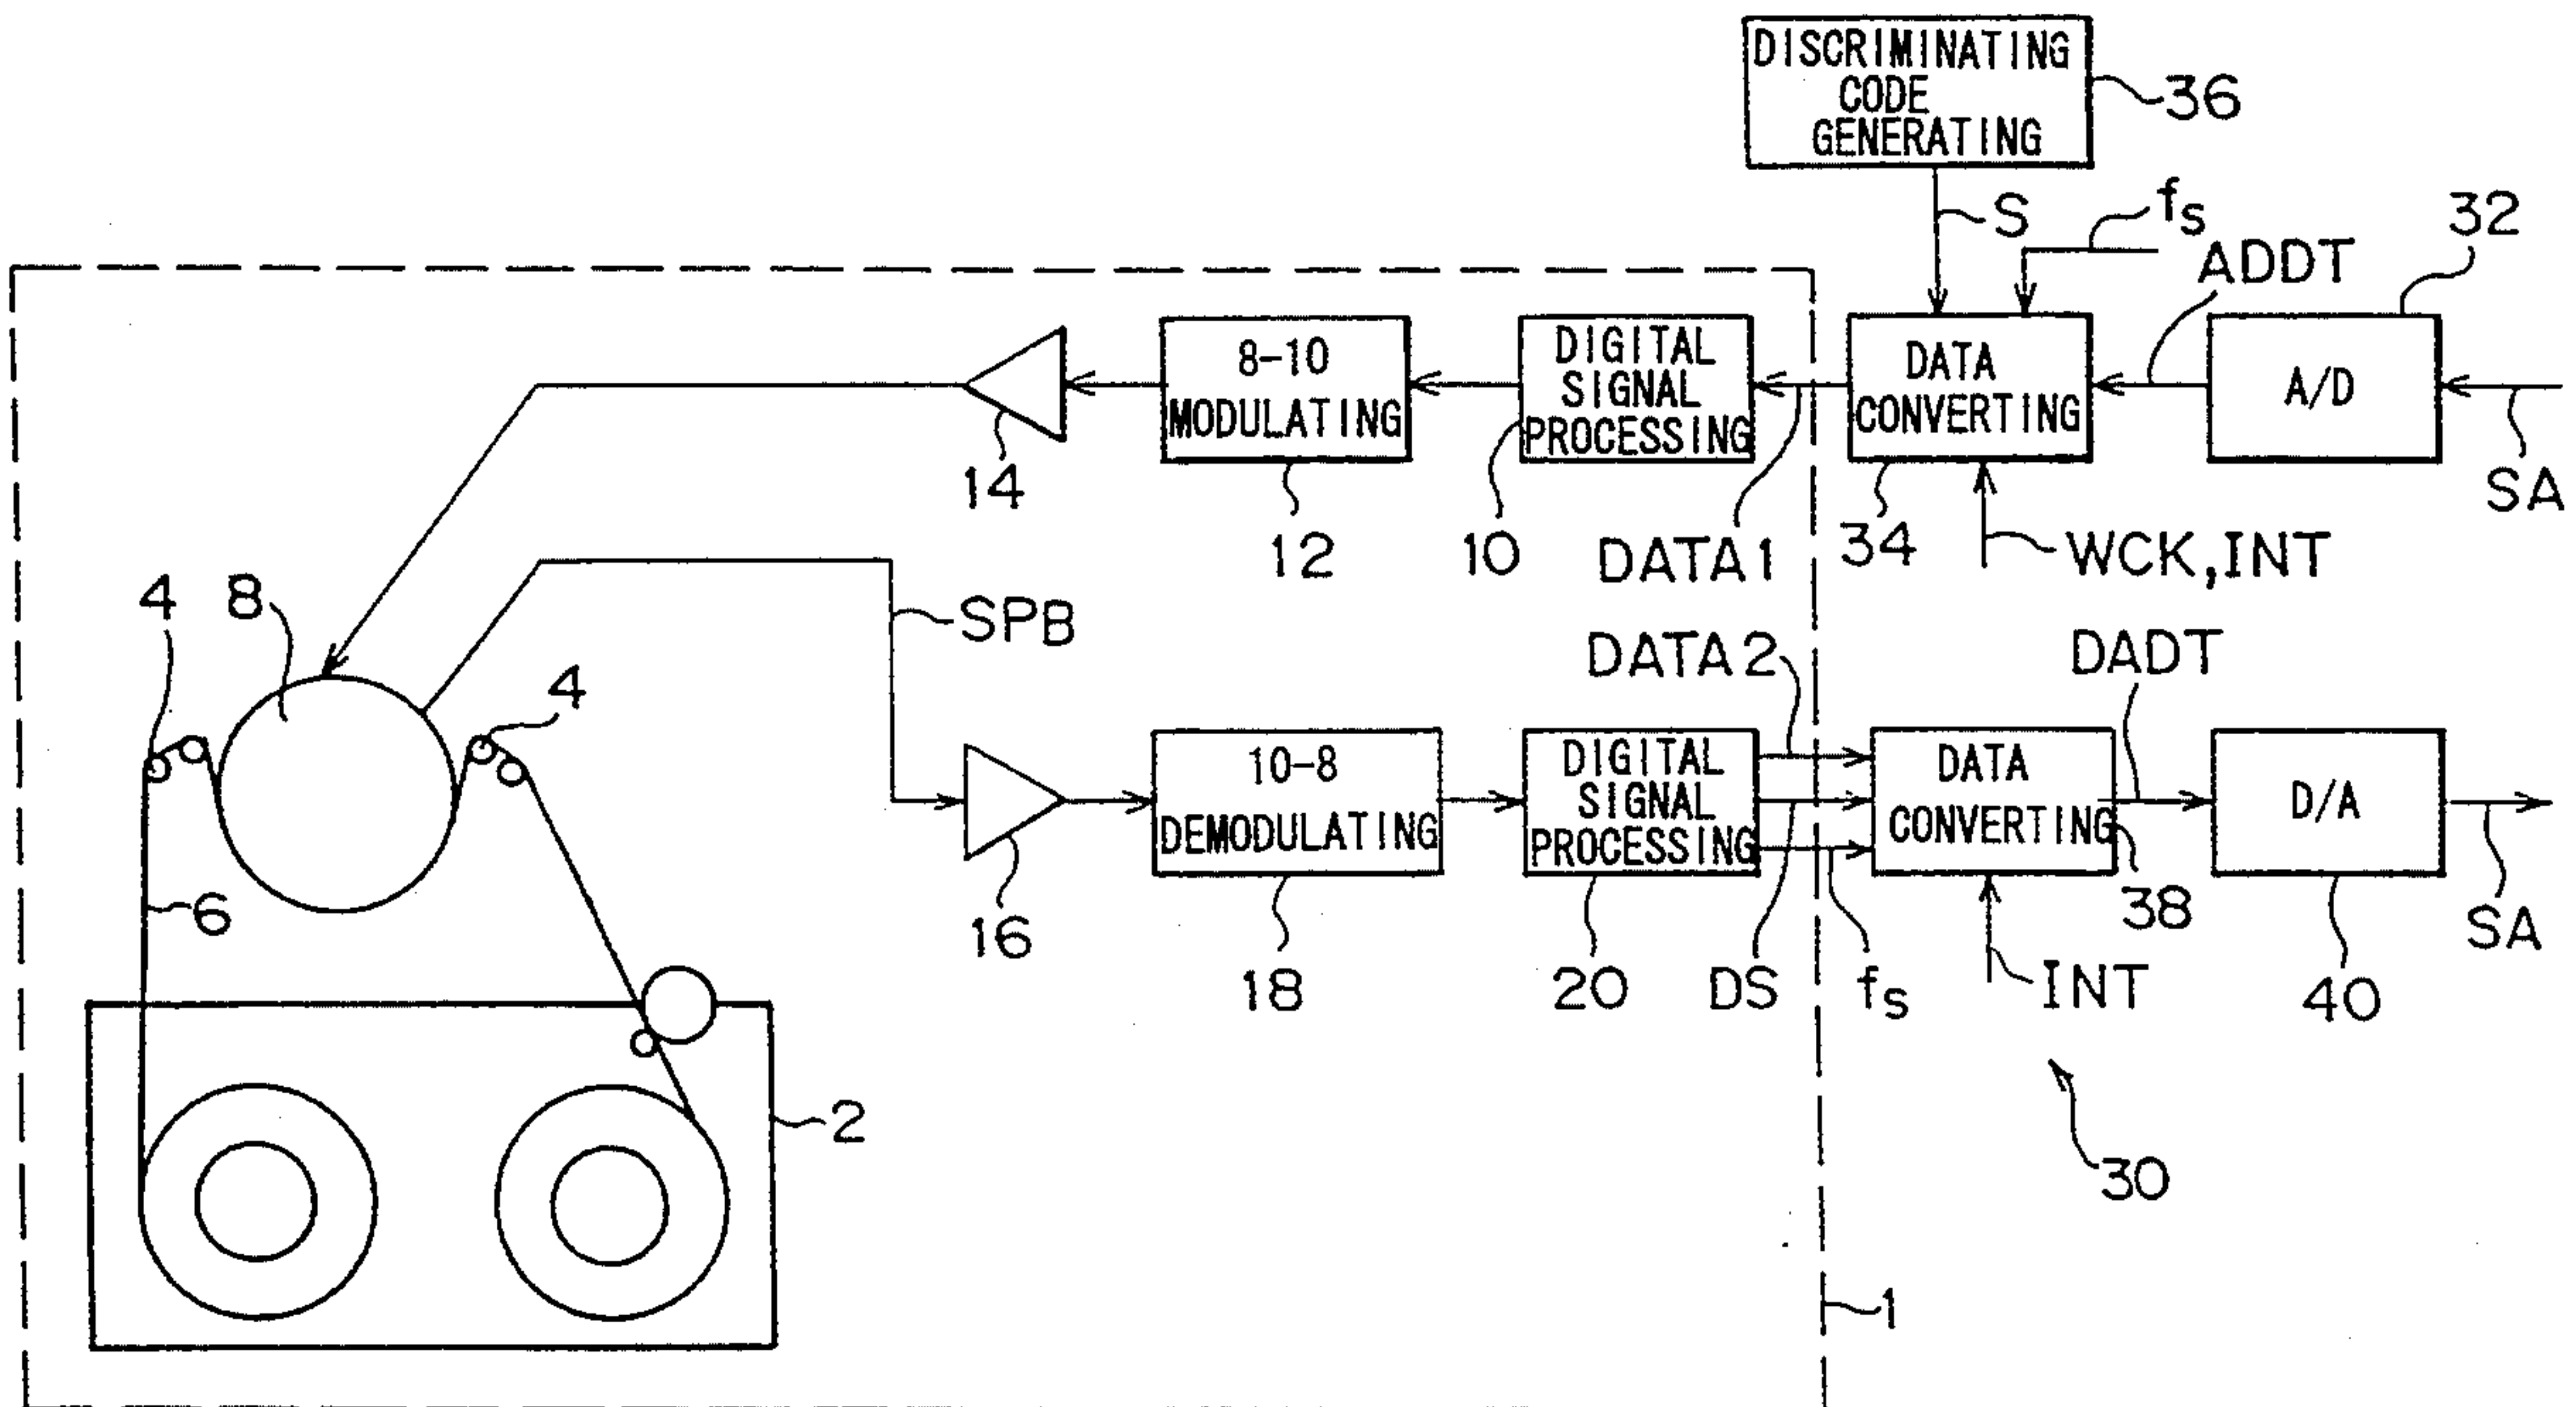 DISCRIMINATING
CODE
GENERATING
36
S
fs
ADDT
32
8-10
MODULATING
DIGITAL
SIGNAL
PROCESSING
DATA
CONVERTING
A/D
14
12
10
DATA1
34
WCK,INT
SA
4
8
SPB
4
DATA2
DADT
10-8
DEMODULATING
DIGITAL
SIGNAL
PROCESSING
DATA
CONVERTING
D/A
6
16
18
20
DS
fs
INT
38
40
SA
2
30
1